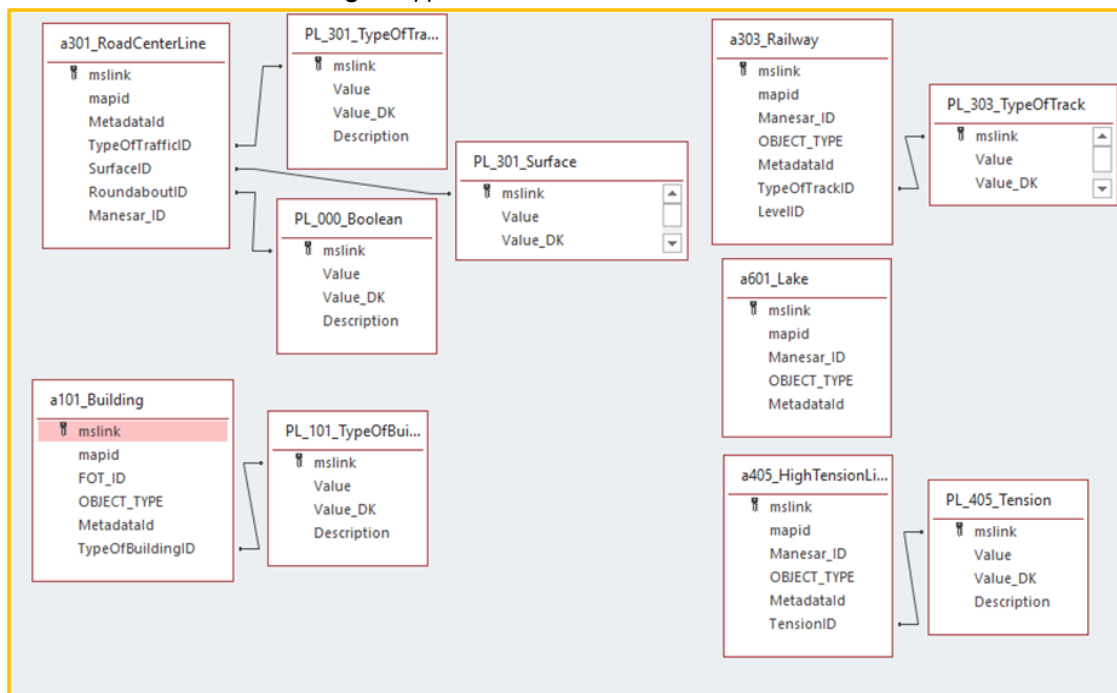 a301_RoadCenterLine
mslink
mapid
MetadataId
TypeOfTrafficID
SurfaceID
RoundaboutID
Manesar_ID
PL_301_TypeOfTra...
mslink
Value
Value_DK
Description
PL_301_Surface
mslink
Value
Value_DK
PL_000_Boolean
mslink
Value
Value_DK
Description
a303_Railway
mslink
mapid
Manesar_ID
OBJECT_TYPE
MetadataId
TypeOfTrackID
LevelID
PL_303_TypeOfTrack
mslink
Value
Value_DK
a601_Lake
mslink
mapid
Manesar_ID
OBJECT_TYPE
MetadataId
a101_Building
mslink
mapid
FOT_ID
OBJECT_TYPE
MetadataId
TypeOfBuildingID
PL_101_TypeOfBui...
mslink
Value
Value_DK
Description
a405_HighTensionLi...
mslink
mapid
Manesar_ID
OBJECT_TYPE
MetadataId
TensionID
PL_405_Tension
mslink
Value
Value_DK
Description